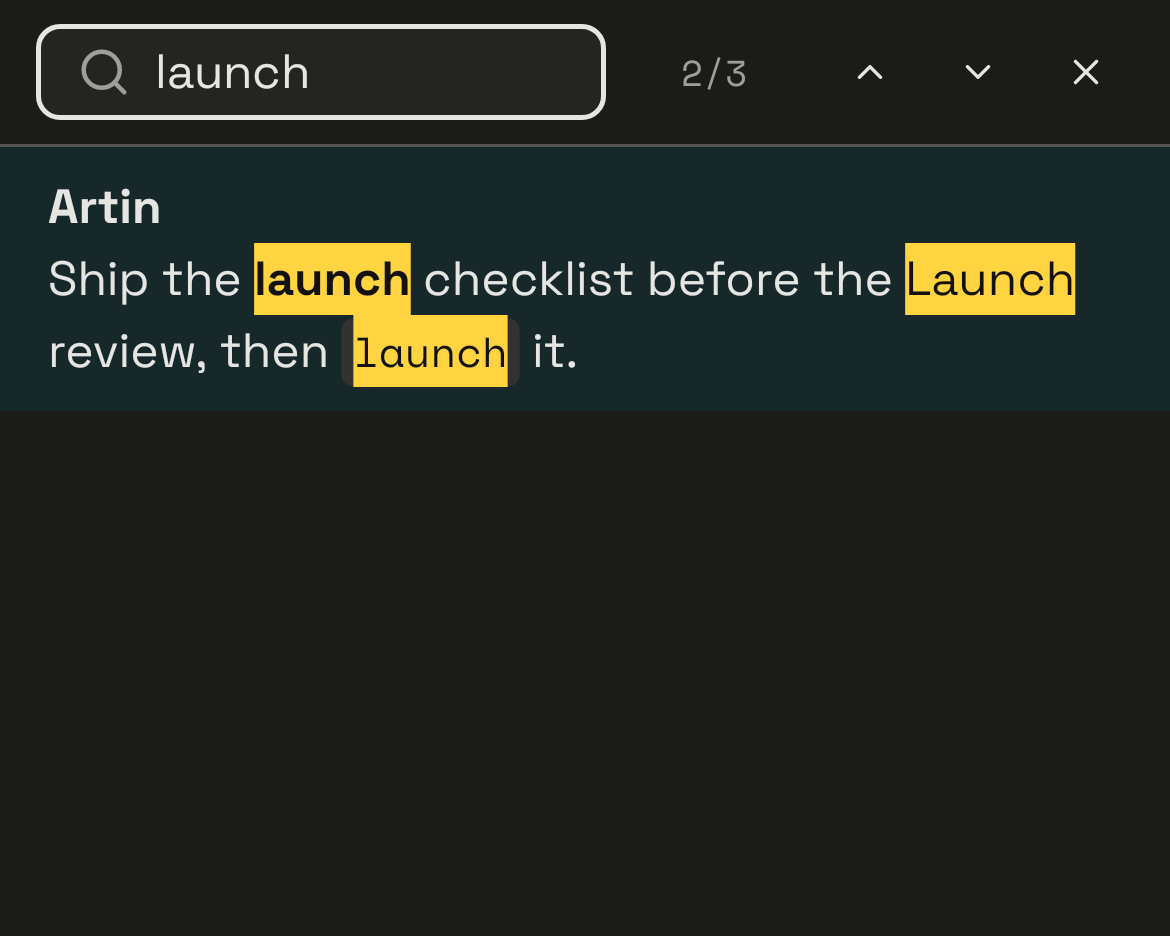 launch
2/3
Artin
Ship the launch checklist before the Launch
review, then launch it.